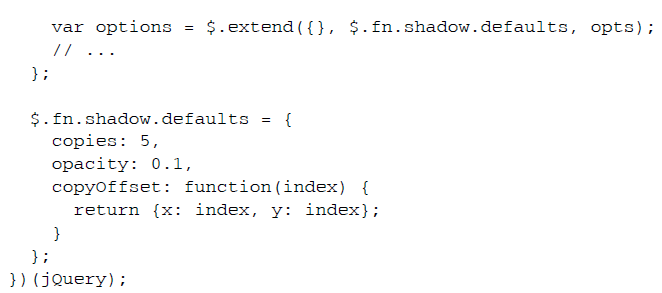 var options = $.extend({}, $.fn.shadow.defaults, opts);
    // ...
  };

  $.fn.shadow.defaults = {
    copies: 5,
    opacity: 0.1,
    copyOffset: function(index) {
      return {x: index, y: index};
    }
  };
})(jQuery);